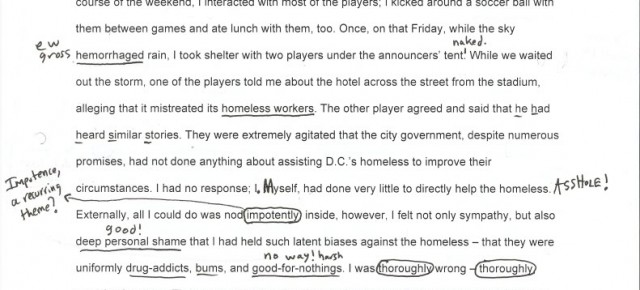 course of the weekend, I interacted with most of the players; I kicked around a soccer ball with
them between games and ate lunch with them, too. Once, on that Friday, while the sky
ew
gross
naked.
hemorrhaged rain, I took shelter with two players under the announcers' tent! While we waited
out the storm, one of the players told me about the hotel across the street from the stadium,
alleging that it mistreated its homeless workers. The other player agreed and said that he had
heard similar stories. They were extremely agitated that the city government, despite numerous
promises, had not done anything about assisting D.C.'s homeless to improve their
Impotence,
a recurring
theme?
circumstances. I had no response; I, Myself, had done very little to directly help the homeless. ASSHOLE!
Externally, all I could do was nod impotently inside, however, I felt not only sympathy, but also
good!
deep personal shame that I had held such latent biases against the homeless – that they were
no way! harsh
uniformly drug-addicts, bums, and good-for-nothings. I was thoroughly wrong – thoroughly